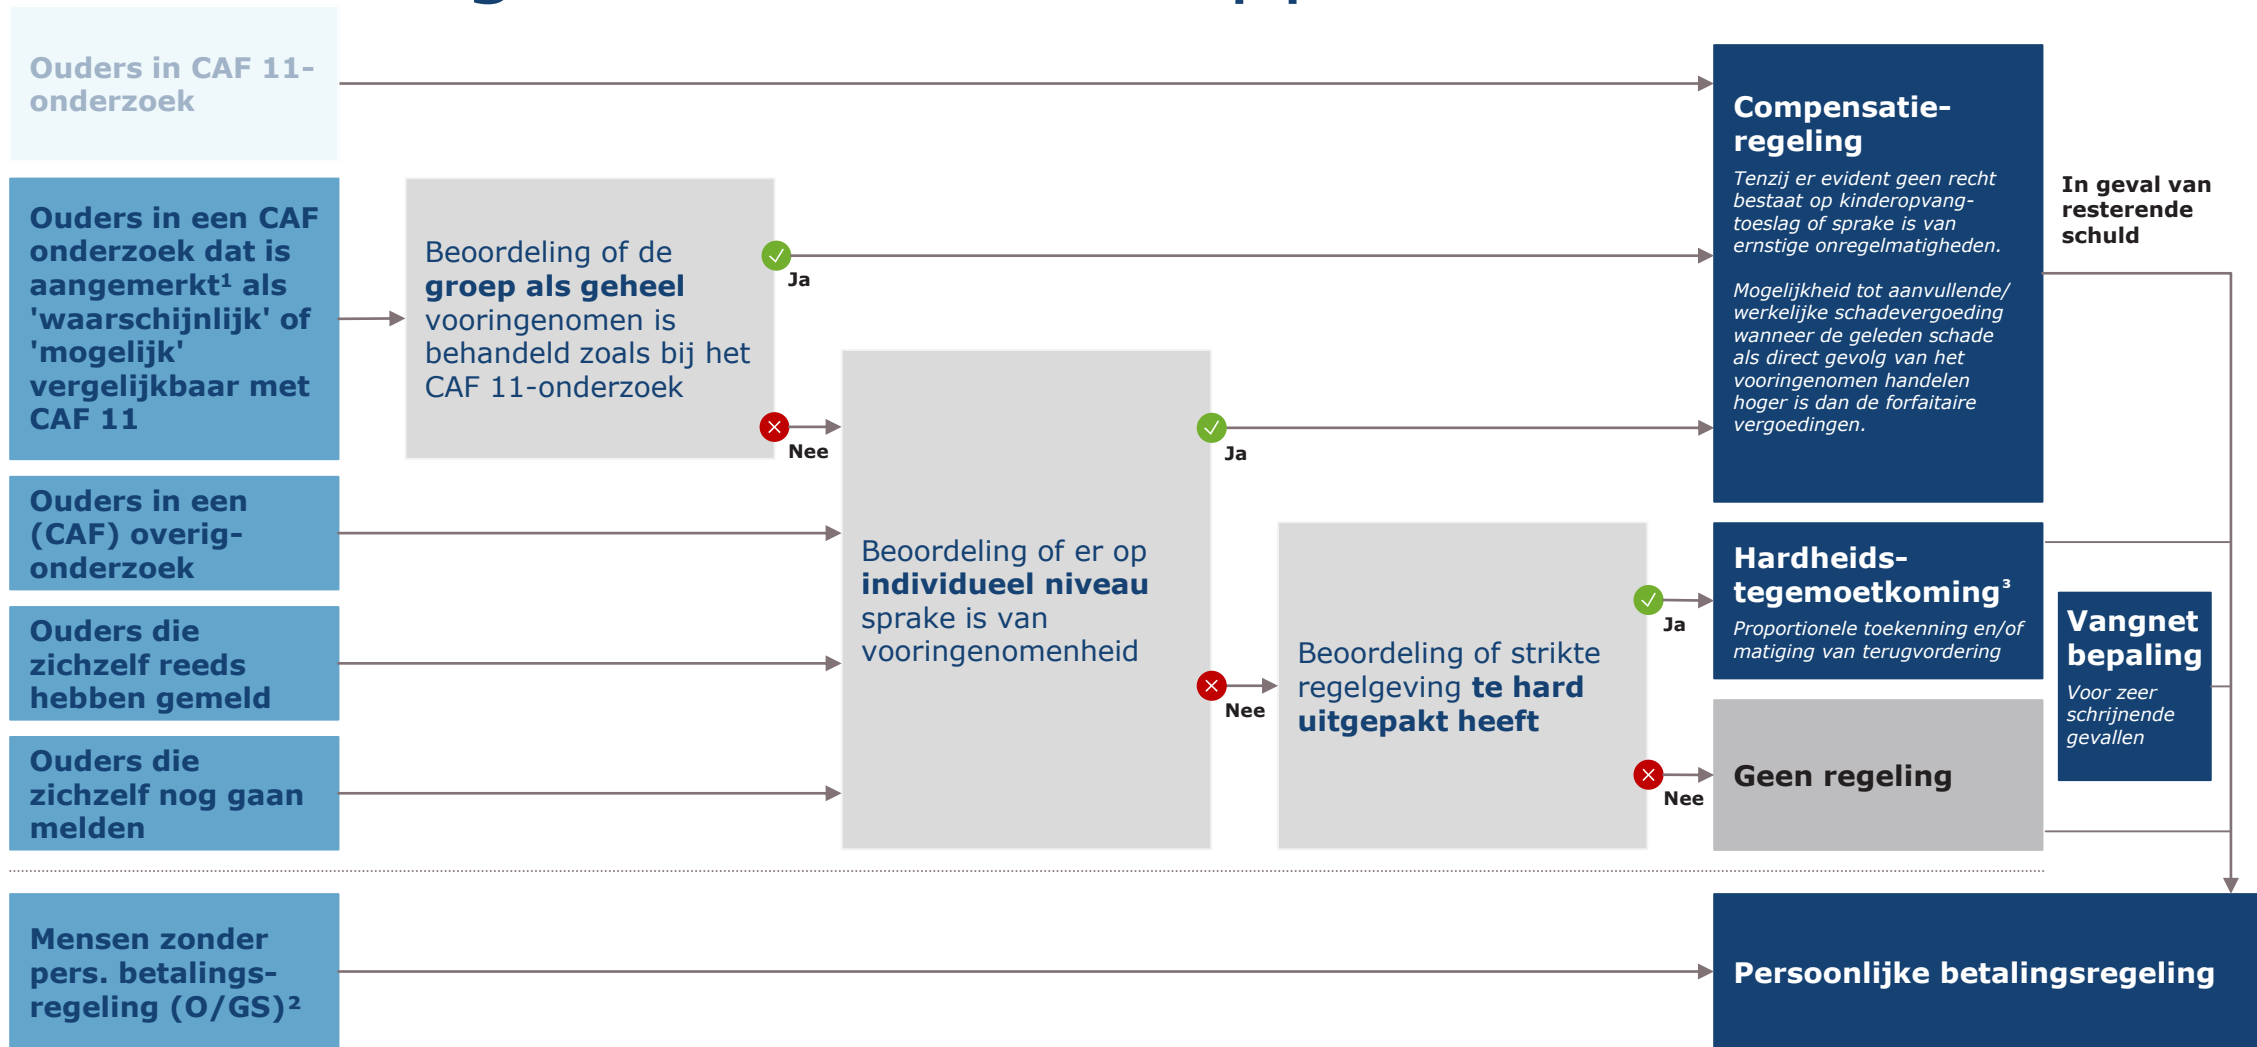 Ouders in CAF 11-
onderzoek
Ouders in een CAF
onderzoek dat is
aangemerkt¹ als
'waarschijnlijk' of
'mogelijk'
vergelijkbaar met
CAF 11
Beoordeling of de
groep als geheel
vooringenomen is
behandeld zoals bij het
CAF 11-onderzoek
Ja
Nee
Ouders in een
(CAF) overig-
onderzoek
Ouders die
zichzelf reeds
hebben gemeld
Ouders die
zichzelf nog gaan
melden
Beoordeling of er op
individueel niveau
sprake is van
vooringenomenheid
Ja
Nee
Beoordeling of strikte
regelgeving te hard
uitgepakt heeft
Ja
Nee
Compensatie-
regeling
Tenzij er evident geen recht
bestaat op kinderopvang-
toeslag of sprake is van
ernstige onregelmatigheden.
Mogelijkheid tot aanvullende/
werkelijke schadevergoeding
wanneer de geleden schade
als direct gevolg van het
vooringenomen handelen
hoger is dan de forfaitaire
vergoedingen.
In geval van
resterende
schuld
Hardheids-
tegemoetkoming³
Proportionele toekenning en/of
matiging van terugvordering
Vangnet
bepaling
Voor zeer
schrijnende
gevallen
Geen regeling
Mensen zonder
pers. betalings-
regeling (O/GS)²
Persoonlijke betalingsregeling